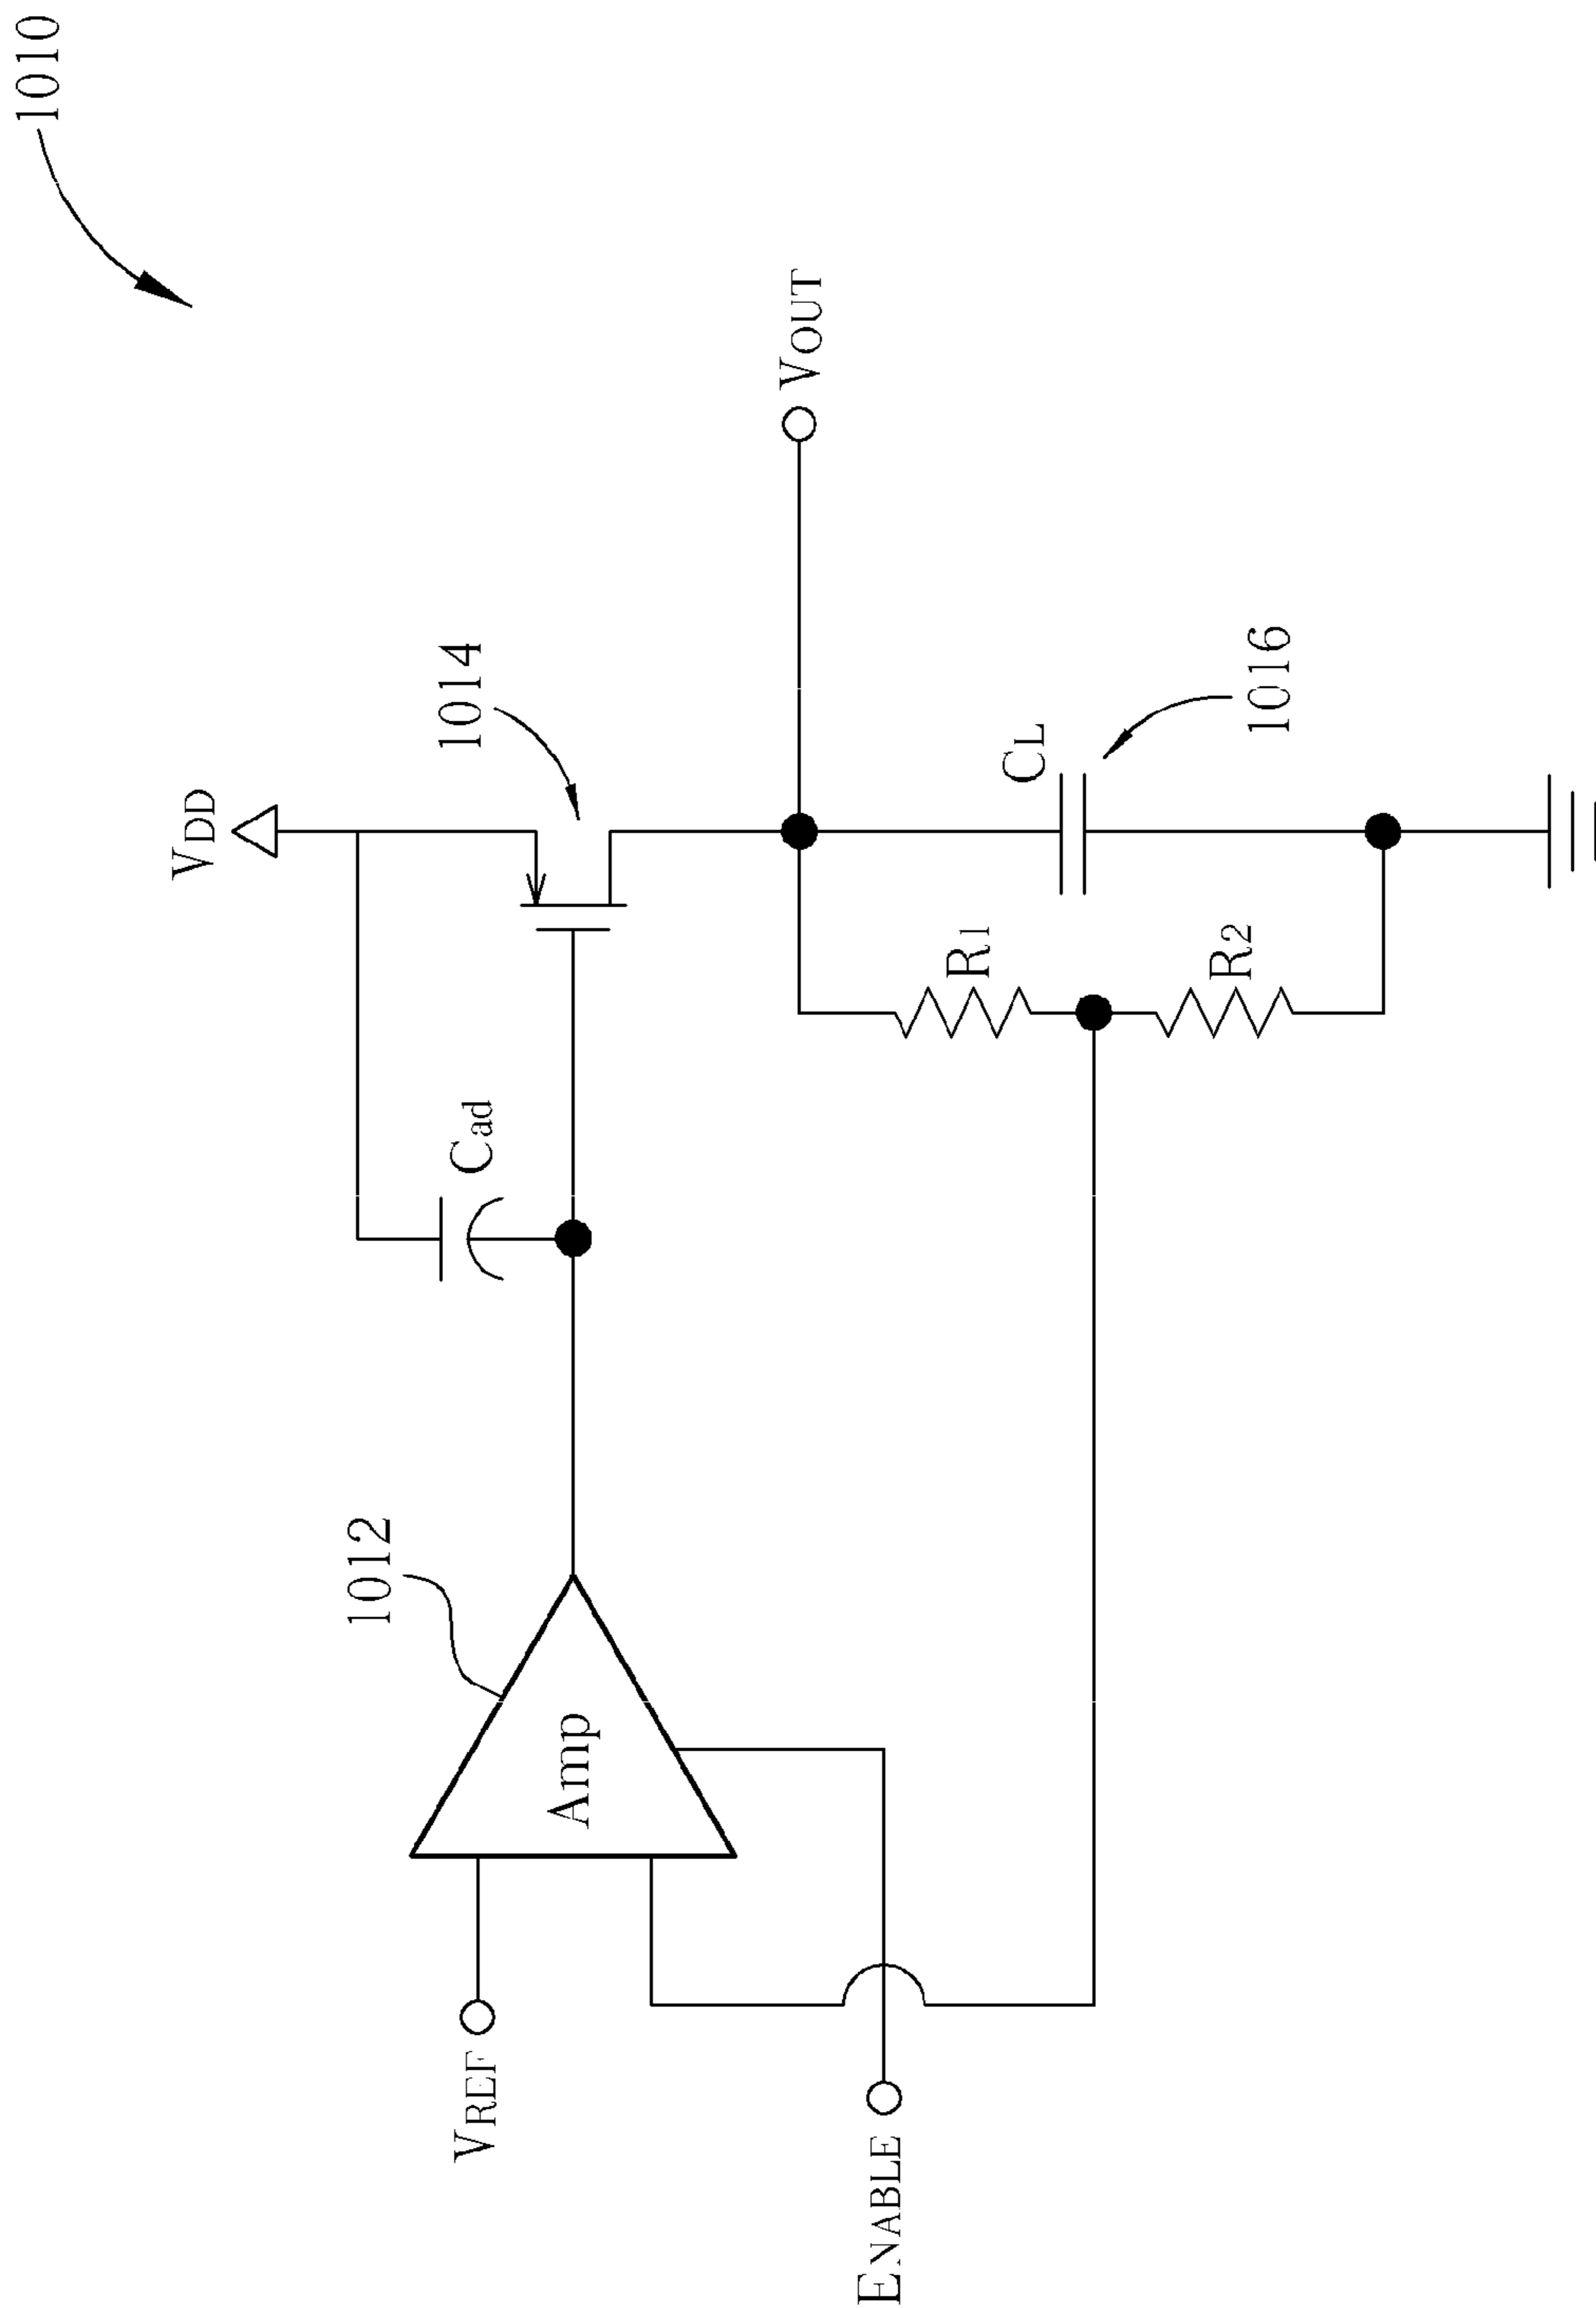 1010
VDD
1014
1012
Cad
VREF
Amp
VOUT
ENABLE
R1
CL
R2
1016